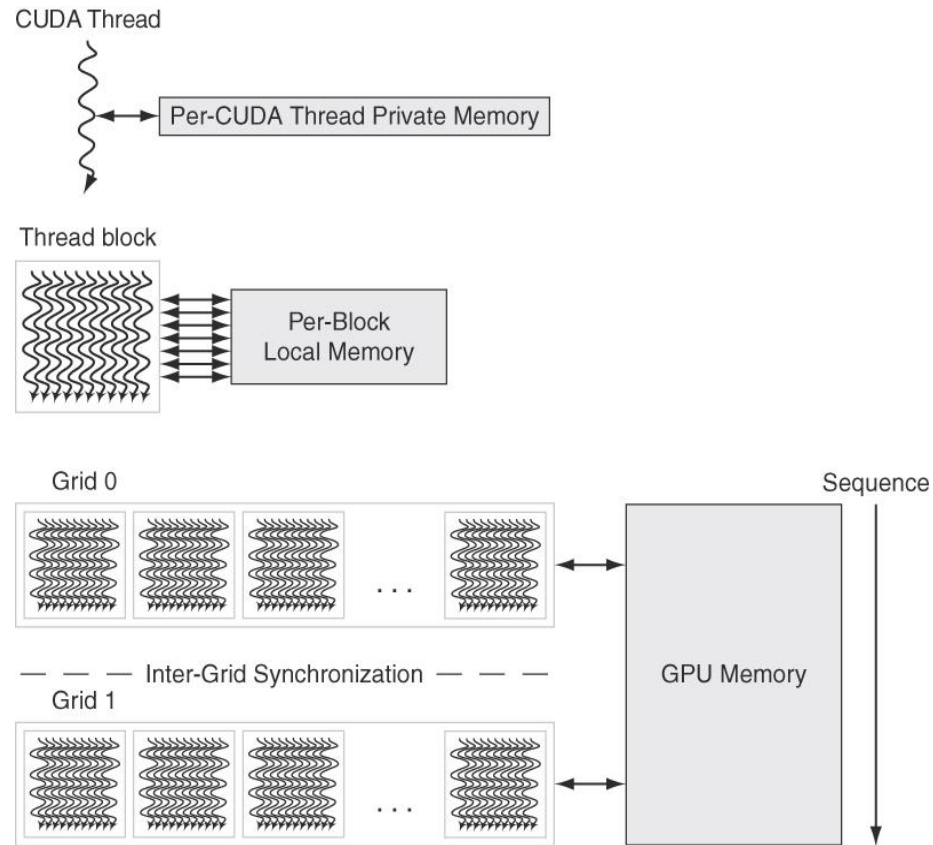 CUDA Thread
Per-CUDA Thread Private Memory
Thread block
Per-Block
Local Memory
Grid 0
Sequence
. . .
Inter-Grid Synchronization
GPU Memory
Grid 1
. . .